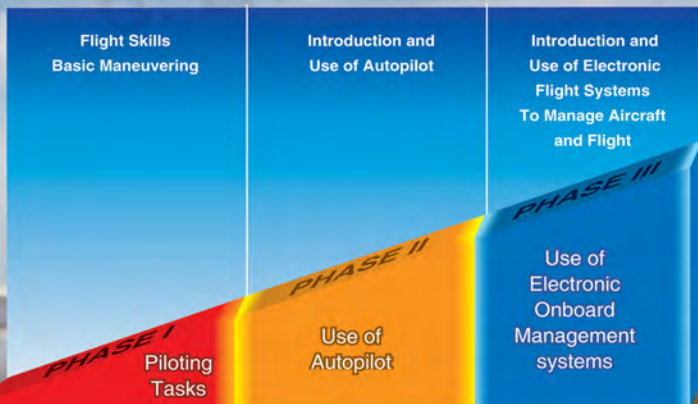 Flight Skills
Basic Maneuvering
Introduction and
Use of Autopilot
Introduction and
Use of Electronic
Flight Systems
To Manage Aircraft
and Flight
PHASE I
Piloting
Tasks
PHASE II
Use of
Autopilot
PHASE III
Use of
Electronic
Onboard
Management
systems